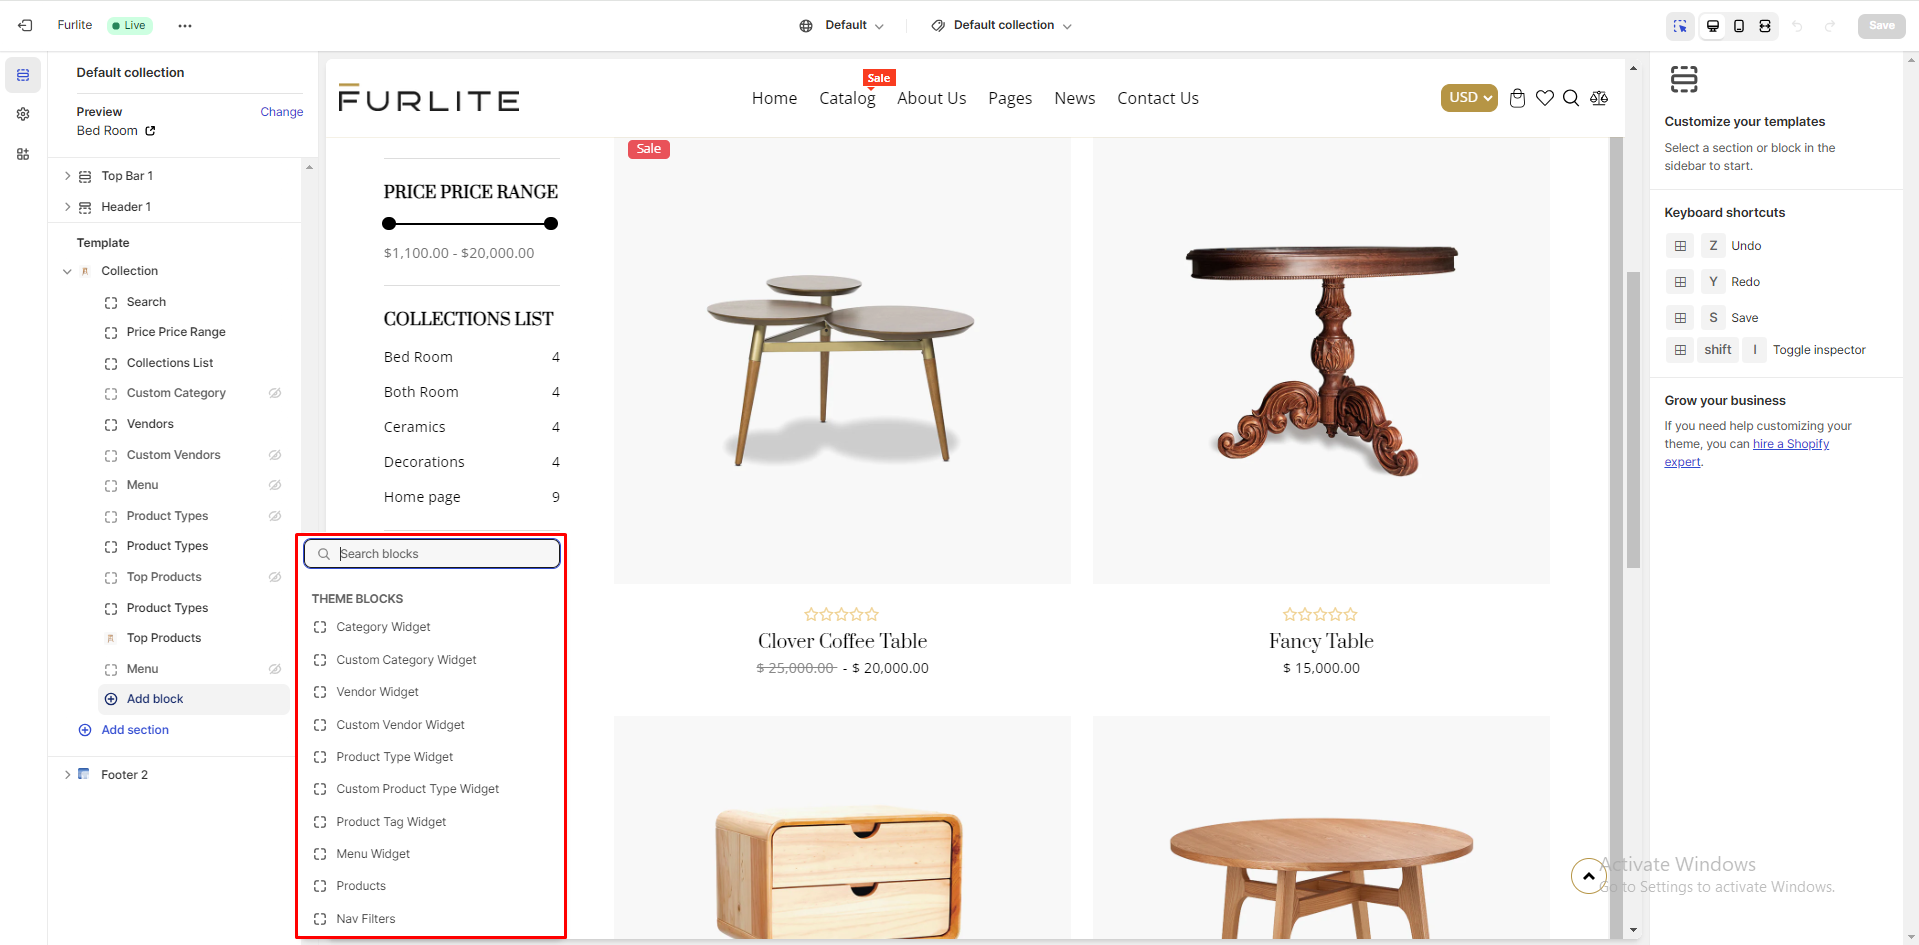 Furlite
Live
Default
Default collection
Save
Default collection
Preview
Change
Bed Room
Top Bar 1
Header 1
Template
Collection
Search
Price Price Range
Collections List
Custom Category
Vendors
Custom Vendors
Menu
Product Types
Product Types
Top Products
Product Types
Top Products
Menu
Add block
Add section
Footer 2
FURLITE
Home
Sale
Catalog
About Us
Pages
News
Contact Us
USD
PRICE PRICE RANGE
$1,100.00 - $20,000.00
COLLECTIONS LIST
Bed Room 4
Both Room 4
Ceramics 4
Decorations 4
Home page 9
Search blocks
THEME BLOCKS
Category Widget
Custom Category Widget
Vendor Widget
Custom Vendor Widget
Product Type Widget
Custom Product Type Widget
Product Tag Widget
Menu Widget
Products
Nav Filters
Sale
Clover Coffee Table
$ 25,000.00 - $ 20,000.00
Fancy Table
$ 15,000.00
Customize your templates
Select a section or block in the
sidebar to start.
Keyboard shortcuts
Z Undo
Y Redo
S Save
shift I Toggle inspector
Grow your business
If you need help customizing your
theme, you can hire a Shopify
expert.
Activate Windows
Go to Settings to activate Windows.